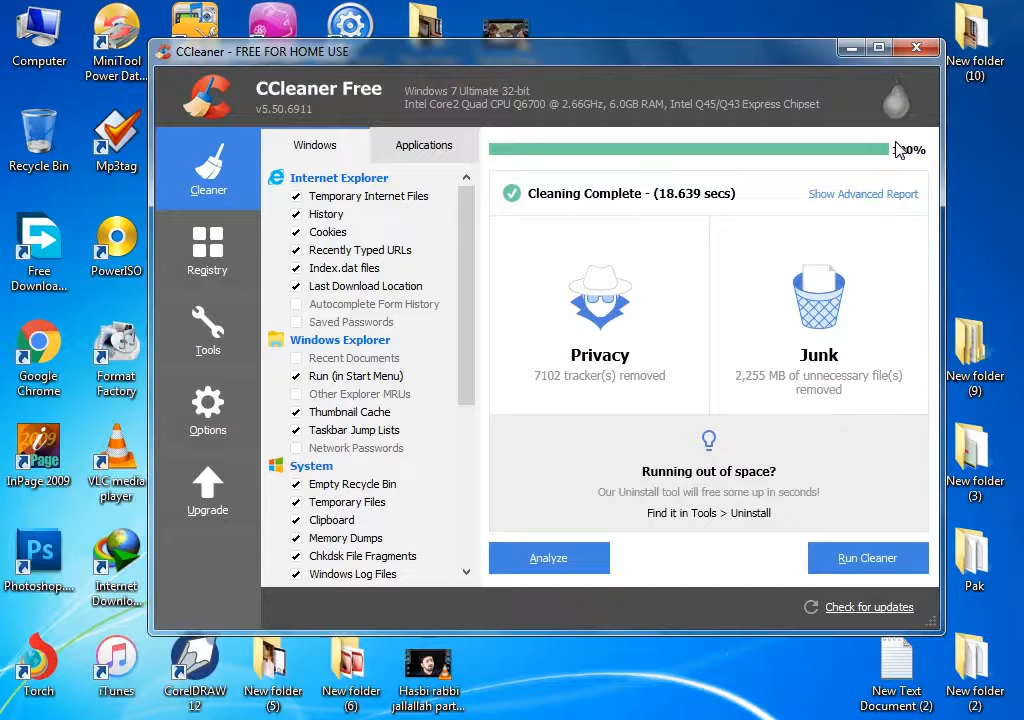 Computer
MiniTool
Power Dat...
Recycle Bin
Mp3tag
Free
Downloa...
PowerISO
Google
Chrome
Format
Factory
InPage 2009
VLC media
player
Photoshop....
Internet
Downlo...
Torch
iTunes
CorelDRAW
12
New folder
(5)
New folder
(6)
Hasbi rabbi
jallallah part...
New Text
Document (2)
New folder
(2)
New folder
(10)
New folder
(9)
New folder
(3)
Pak
2009
Page
Ps
CCleaner - FREE FOR HOME USE
CCleaner Free
v5.50.6911
Windows 7 Ultimate 32-bit
Intel Core2 Quad CPU Q6700 @ 2.66GHz, 6.0GB RAM, Intel Q45/Q43 Express Chipset
Cleaner
Registry
Tools
Options
Upgrade
Windows
Applications
Internet Explorer
Temporary Internet Files
History
Cookies
Recently Typed URLs
Index.dat files
Last Download Location
Autocomplete Form History
Saved Passwords
Windows Explorer
Recent Documents
Run (in Start Menu)
Other Explorer MRUs
Thumbnail Cache
Taskbar Jump Lists
Network Passwords
System
Empty Recycle Bin
Temporary Files
Clipboard
Memory Dumps
Chkdsk File Fragments
Windows Log Files
100%
Cleaning Complete - (18.639 secs)
Show Advanced Report
Privacy
7102 tracker(s) removed
Junk
2,255 MB of unnecessary file(s)
removed
Running out of space?
Our Uninstall tool will free some up in seconds!
Find it in Tools > Uninstall
Analyze
Run Cleaner
Check for updates